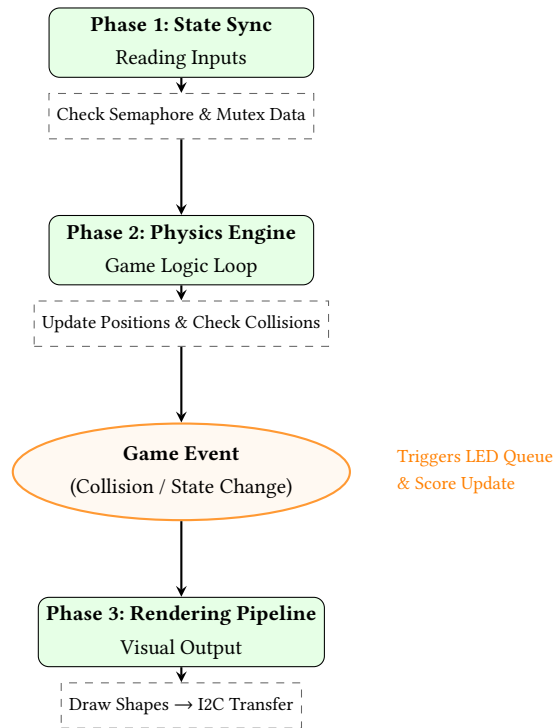 Phase 1: State Sync
Reading Inputs
Check Semaphore & Mutex Data
Phase 2: Physics Engine
Game Logic Loop
Update Positions & Check Collisions
Game Event
(Collision / State Change)
Triggers LED Queue
& Score Update
Phase 3: Rendering Pipeline
Visual Output
Draw Shapes → I2C Transfer